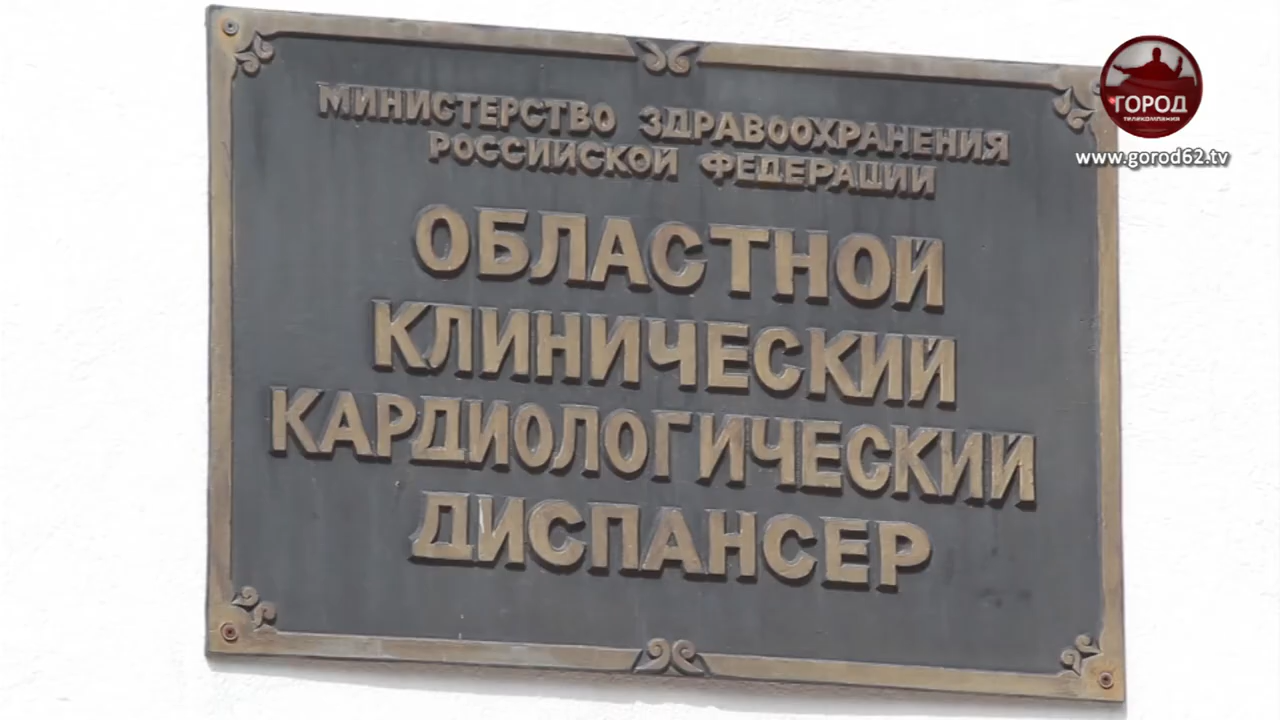 МИНИСТЕРСТВО ЗДРАВООХРАНЕНИЯ
РОССИЙСКОЙ ФЕДЕРАЦИИ
ОБЛАСТНОЙ
КЛИНИЧЕСКИЙ
КАРДИОЛОГИЧЕСКИЙ
ДИСПАНСЕР
ГОРОД
телекомпания
www.gorod62.tv